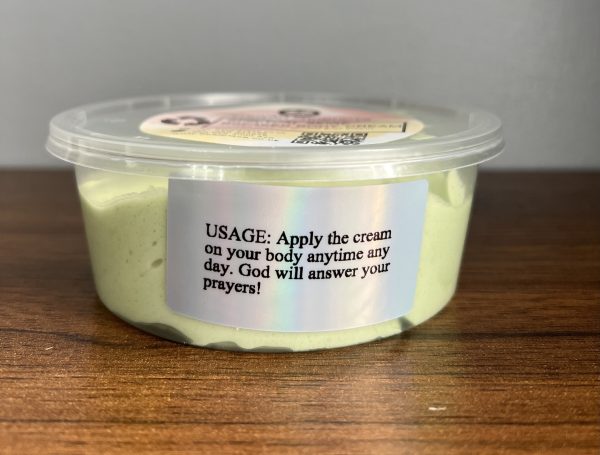 USAGE: Apply the cream
on your body anytime any
day. God will answer your
prayers!